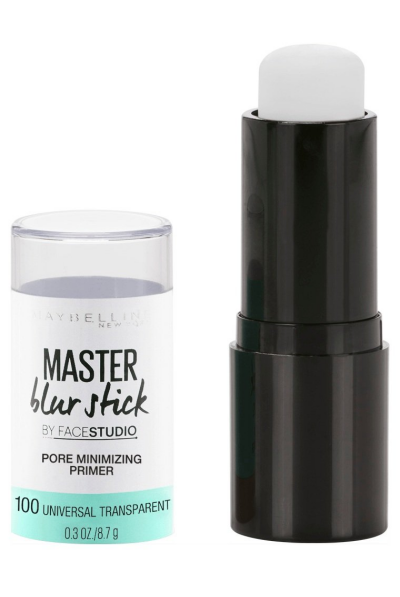 MAYBELLINE
NEW YORK
MASTER
blur stick
BY FACESTUDIO
PORE MINIMIZING
PRIMER
100 UNIVERSAL TRANSPARENT
0.3 OZ./8.7 g